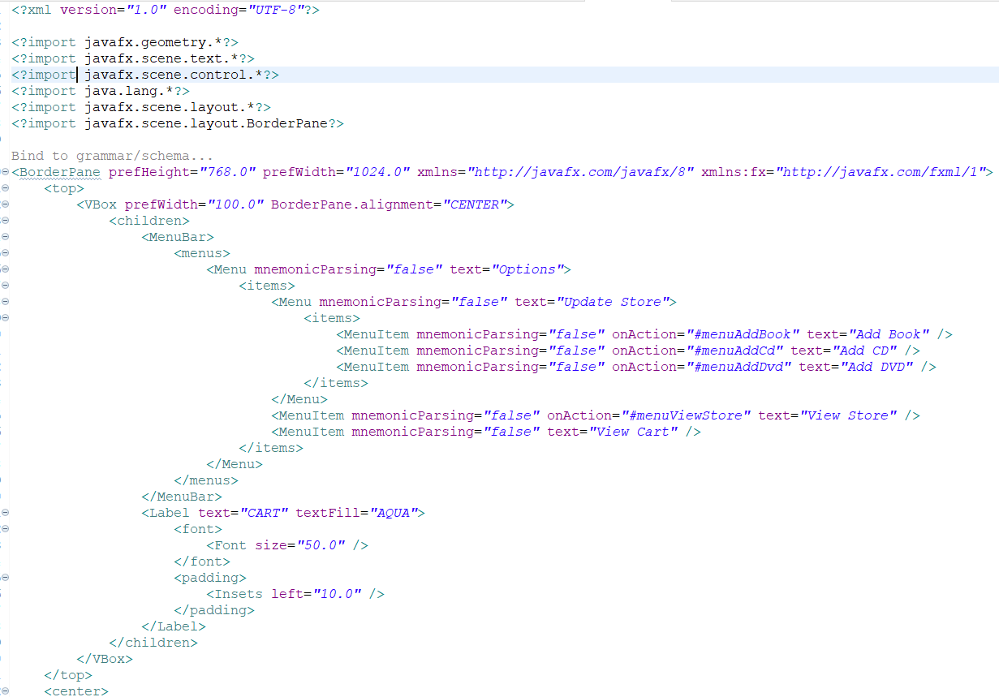 <?xml version="1.0" encoding="UTF-8"?>
<?import javafx.geometry.*?>
<?import javafx.scene.text.*?>
<?import javafx.scene.control.*?>
<?import java.lang.*?>
<?import javafx.scene.layout.*?>
<?import javafx.scene.layout.BorderPane?>
Bind to grammar/schema...
<BorderPane prefHeight="768.0" prefWidth="1024.0" xmlns="http://javafx.com/javafx/8" xmlns:fx="http://javafx.com/fxml/1">
    <top>
        <VBox prefWidth="100.0" BorderPane.alignment="CENTER">
            <children>
                <MenuBar>
                    <menus>
                        <Menu mnemonicParsing="false" text="Options">
                            <items>
                                <Menu mnemonicParsing="false" text="Update Store">
                                    <items>
                                        <MenuItem mnemonicParsing="false" onAction="#menuAddBook" text="Add Book" />
                                        <MenuItem mnemonicParsing="false" onAction="#menuAddCd" text="Add CD" />
                                        <MenuItem mnemonicParsing="false" onAction="#menuAddDvd" text="Add DVD" />
                                    </items>
                                </Menu>
                                <MenuItem mnemonicParsing="false" onAction="#menuViewStore" text="View Store" />
                                <MenuItem mnemonicParsing="false" text="View Cart" />
                            </items>
                        </Menu>
                    </menus>
                </MenuBar>
                <Label text="CART" textFill="AQUA">
                    <font>
                        <Font size="50.0" />
                    </font>
                    <padding>
                        <Insets left="10.0" />
                    </padding>
                </Label>
            </children>
        </VBox>
    </top>
    <center>